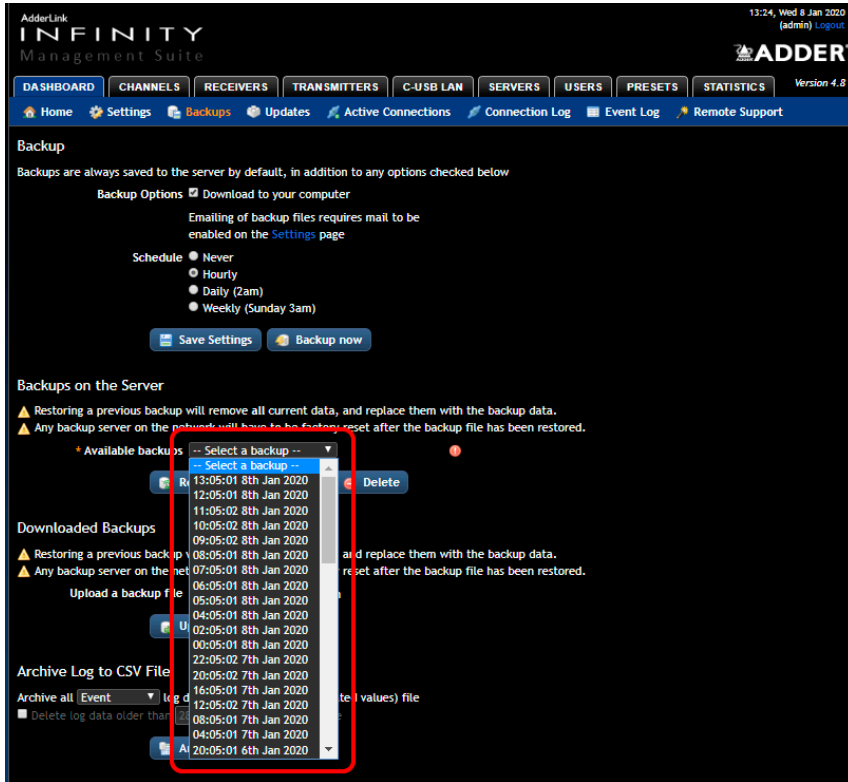 AdderLink
INFINITY
Management Suite
13:24, Wed 8 Jan 2020
(admin) Logout
ADDER
DASHBOARD CHANNELS RECEIVERS TRANSMITTERS C-USB LAN SERVERS USERS PRESETS STATISTICS Version 4.8
Home Settings Backups Updates Active Connections Connection Log Event Log Remote Support
Backup
Backups are always saved to the server by default, in addition to any options checked below
Backup Options Download to your computer
Emailing of backup files requires mail to be
enabled on the Settings page
Schedule Never
Hourly
Daily (2am)
Weekly (Sunday 3am)
Save Settings Backup now
Backups on the Server
Restoring a previous backup will remove all current data, and replace them with the backup data.
Any backup server on the network will have to be factory reset after the backup file has been restored.
* Available backups -- Select a backup --
-- Select a backup --
13:05:01 8th Jan 2020
Delete
12:05:01 8th Jan 2020
11:05:02 8th Jan 2020
10:05:02 8th Jan 2020
Downloaded Backups
09:05:02 8th Jan 2020
Restoring a previous backup 08:05:01 8th Jan 2020 and replace them with the backup data.
Any backup server on the 07:05:01 8th Jan 2020 reset after the backup file has been restored.
06:05:01 8th Jan 2020
Upload a backup file 05:05:01 8th Jan 2020
04:05:01 8th Jan 2020
02:05:01 8th Jan 2020
00:05:01 8th Jan 2020
22:05:02 7th Jan 2020
Archive Log to CSV File
20:05:02 7th Jan 2020
16:05:01 7th Jan 2020
Archive all Event log 12:05:02 7th Jan 2020 values) file
Delete log data older than 08:05:01 7th Jan 2020
04:05:01 7th Jan 2020
20:05:01 6th Jan 2020